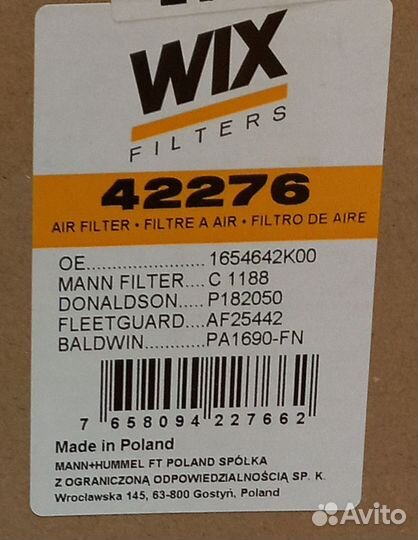 WIX
FILTERS
42276
AIR FILTER • FILTRE A AIR • FILTRO DE AIRE
OE....................... 1654642K00
MANN FILTER.... C 1188
DONALDSON..... P182050
FLEETGUARD.... AF25442
BALDWIN............ PA1690-FN
7 658094 227662
Made in Poland
MANN+HUMMEL FT POLAND SPÓŁKA
Z OGRANICZONĄ ODPOWIEDZIALNOŚCIĄ SP. K.
Wrocławska 145, 63-800 Gostyń, Poland
Avito